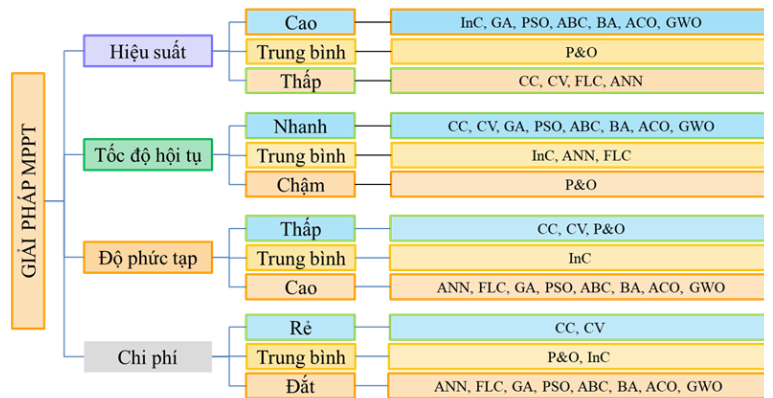 GIẢI PHÁP MPPT
Hiệu suất
Cao
InC, GA, PSO, ABC, BA, ACO, GWO
Trung bình
P&O
Thấp
CC, CV, FLC, ANN
Tốc độ hội tụ
Nhanh
CC, CV, GA, PSO, ABC, BA, ACO, GWO
Trung bình
InC, ANN, FLC
Chậm
P&O
Độ phức tạp
Thấp
CC, CV, P&O
Trung bình
InC
Cao
ANN, FLC, GA, PSO, ABC, BA, ACO, GWO
Chi phí
Rẻ
CC, CV
Trung bình
P&O, InC
Đắt
ANN, FLC, GA, PSO, ABC, BA, ACO, GWO